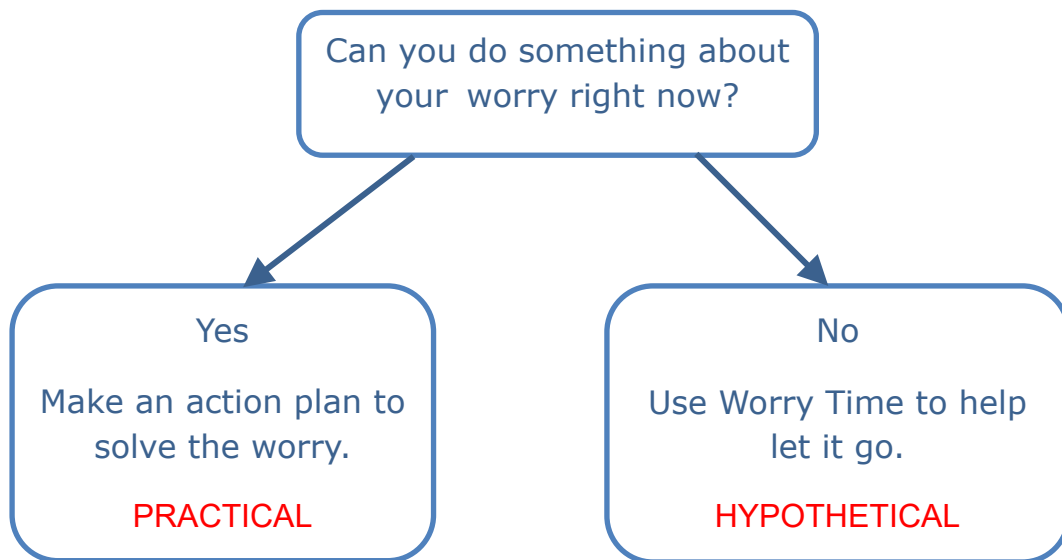 Can you do something about
your worry right now?
Yes
Make an action plan to
solve the worry.
PRACTICAL
No
Use Worry Time to help
let it go.
HYPOTHETICAL